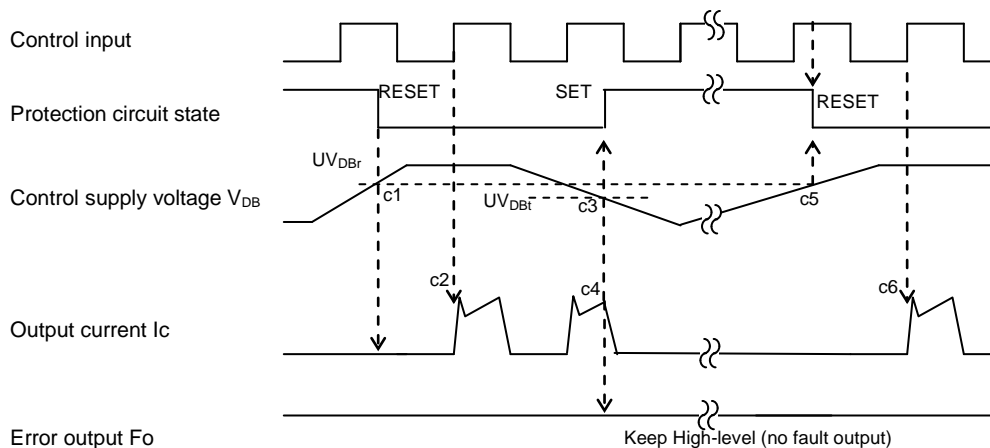 Control input
Protection circuit state
RESET
SET
RESET
UVDBr
Control supply voltage VDB
c1
UVDBt
c3
c5
c2
c4
c6
Output current Ic
Error output Fo
Keep High-level (no fault output)